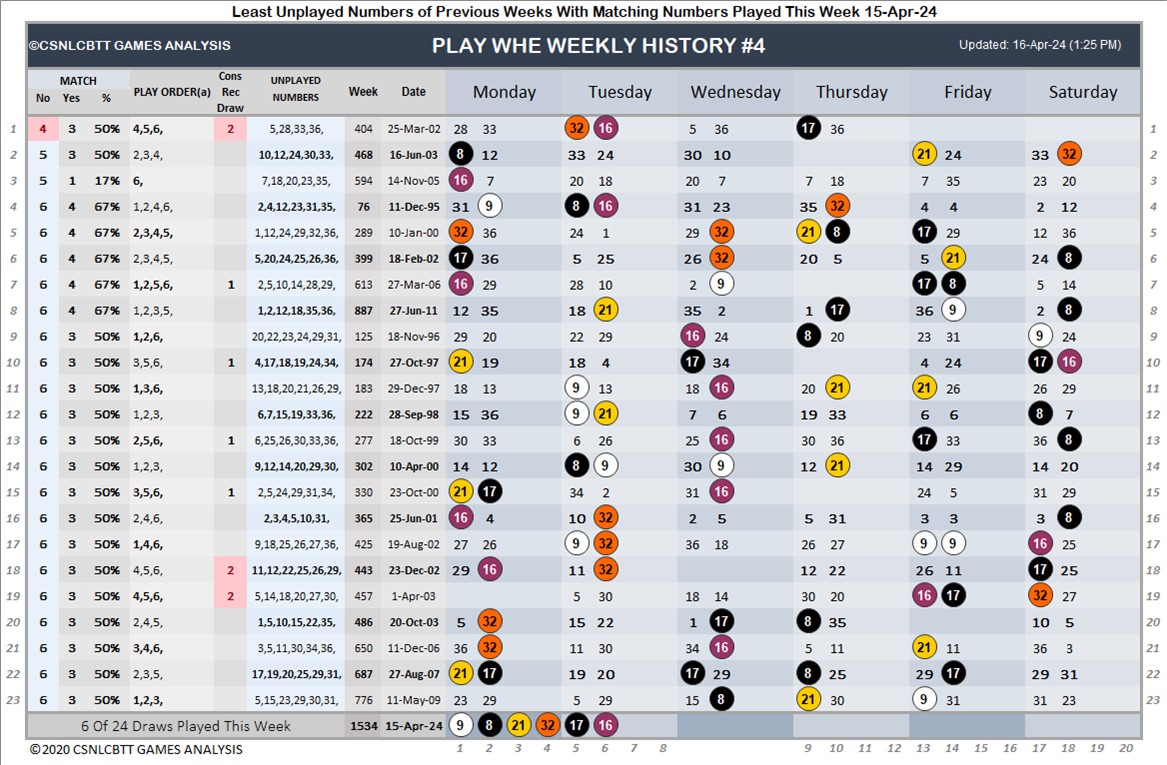 Least Unplayed Numbers of Previous Weeks With Matching Numbers Played This Week 15-Apr-24
©CSNLCBTT GAMES ANALYSIS PLAY WHE WEEKLY HISTORY #4 Updated: 16-Apr-24 (1:25 PM)
MATCH No Yes % PLAY ORDER(a) Cons Rec Draw UNPLAYED NUMBERS Week Date Monday Tuesday Wednesday Thursday Friday Saturday
1 4 3 50% 4,5,6, 2 5,28,33,36, 404 25-Mar-02 28 33 32 16 5 36 17 36 1
2 5 3 50% 2,3,4, 10,12,24,30,33, 468 16-Jun-03 8 12 33 24 30 10 21 24 33 32 2
3 5 1 17% 6, 7,18,20,23,35, 594 14-Nov-05 16 7 20 18 20 7 7 18 7 35 23 20 3
4 6 4 67% 1,2,4,6, 2,4,12,23,31,35, 76 11-Dec-95 31 9 8 16 31 23 35 32 4 4 2 12 4
5 6 4 67% 2,3,4,5, 1,12,24,29,32,36, 289 10-Jan-00 32 36 24 1 29 32 21 8 17 29 12 36 5
6 6 4 67% 2,3,4,5, 5,20,24,25,26,36, 399 18-Feb-02 17 36 5 25 26 32 20 5 5 21 24 8 6
7 6 4 67% 1,2,5,6, 1 2,5,10,14,28,29, 613 27-Mar-06 16 29 28 10 2 9 17 8 5 14 7
8 6 4 67% 1,2,3,5, 1,2,12,18,35,36, 887 27-Jun-11 12 35 18 21 35 2 1 17 36 9 2 8 8
9 6 3 50% 1,2,6, 20,22,23,24,29,31, 125 18-Nov-96 29 20 22 29 16 24 8 20 23 31 9 24 9
10 6 3 50% 3,5,6, 1 4,17,18,19,24,34, 174 27-Oct-97 21 19 18 4 17 34 4 24 17 16 10
11 6 3 50% 1,3,6, 13,18,20,21,26,29, 183 29-Dec-97 18 13 9 13 18 16 20 21 21 26 26 29 11
12 6 3 50% 1,2,3, 6,7,15,19,33,36, 222 28-Sep-98 15 36 9 21 7 6 19 33 6 6 8 7 12
13 6 3 50% 2,5,6, 1 6,25,26,30,33,36, 277 18-Oct-99 30 33 6 26 25 16 30 36 17 33 36 8 13
14 6 3 50% 1,2,3, 9,12,14,20,29,30, 302 10-Apr-00 14 12 8 9 30 9 12 21 14 29 14 20 14
15 6 3 50% 3,5,6, 1 2,5,24,29,31,34, 330 23-Oct-00 21 17 34 2 31 16 24 5 31 29 15
16 6 3 50% 2,4,6, 2,3,4,5,10,31, 365 25-Jun-01 16 4 10 32 2 5 5 31 3 3 3 8 16
17 6 3 50% 1,4,6, 9,18,25,26,27,36, 425 19-Aug-02 27 26 9 32 36 18 26 27 9 9 16 25 17
18 6 3 50% 4,5,6, 2 11,12,22,25,26,29, 443 23-Dec-02 29 16 11 32 12 22 26 11 17 25 18
19 6 3 50% 4,5,6, 2 5,14,18,20,27,30, 457 1-Apr-03 5 30 18 14 30 20 16 17 32 27 19
20 6 3 50% 2,4,5, 1,5,10,15,22,35, 486 20-Oct-03 5 32 15 22 1 17 8 35 10 5 20
21 6 3 50% 3,4,6, 3,5,11,30,34,36, 650 11-Dec-06 36 32 11 30 34 16 5 11 21 11 36 3 21
22 6 3 50% 2,3,5, 17,19,20,25,29,31, 687 27-Aug-07 21 17 19 20 17 29 8 25 29 17 29 31 22
23 6 3 50% 1,2,3, 5,15,23,29,30,31, 776 11-May-09 23 29 5 29 15 8 21 30 9 31 31 23 23
6 Of 24 Draws Played This Week 1534 15-Apr-24 9 8 21 32 17 16
©2020 CSNLCBTT GAMES ANALYSIS 1 2 3 4 5 6 7 8 9 10 11 12 13 14 15 16 17 18 19 20